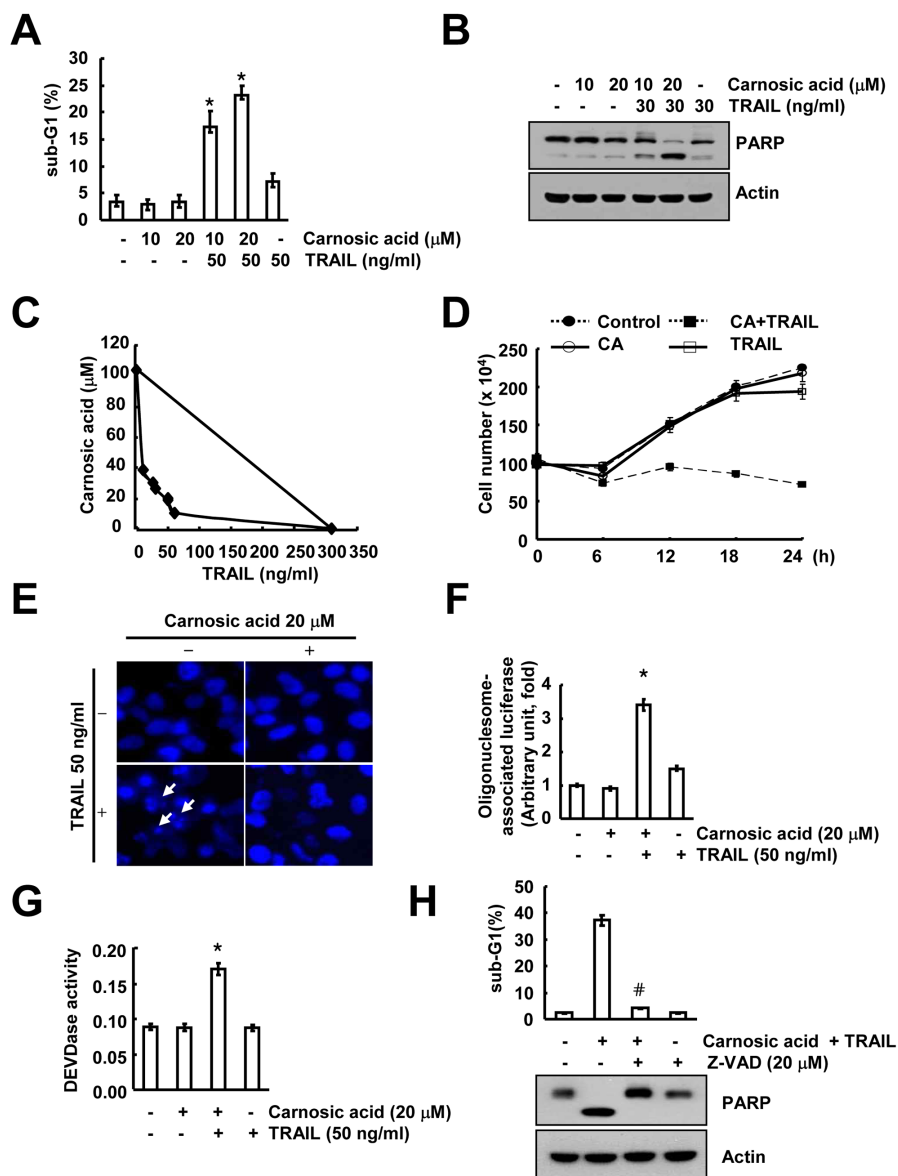 A
sub-G1 (%)
30
25
20
15
10
5
0
- 10 20 10 20 - Carnosic acid (μM)
- - - 50 50 50 TRAIL (ng/ml)
B
- 10 20 10 20 - Carnosic acid (μM)
- - - 30 30 30 TRAIL (ng/ml)
PARP
Actin
C
Carnosic acid (μM)
120
100
80
60
40
20
0
0 50 100 150 200 250 300 350
TRAIL (ng/ml)
D
Control CA+TRAIL
CA TRAIL
Cell number (x 10⁴)
250
200
150
100
50
0
0 6 12 18 24 (h)
E
Carnosic acid 20 μM
- +
TRAIL 50 ng/ml
-
+
F
Oligonuclesome-
associated luciferase
(Arbitrary unit, fold)
4
3
2
1
0
*
- + + - Carnosic acid (20 μM)
- - + + TRAIL (50 ng/ml)
G
DEVDase activity
0.20
0.15
0.10
0.05
0.00
*
- + + - Carnosic acid (20 μM)
- - + + TRAIL (50 ng/ml)
H
sub-G1(%)
50
40
30
20
10
0
#
- + + - Carnosic acid + TRAIL
- - + + Z-VAD (20 μM)
PARP
Actin